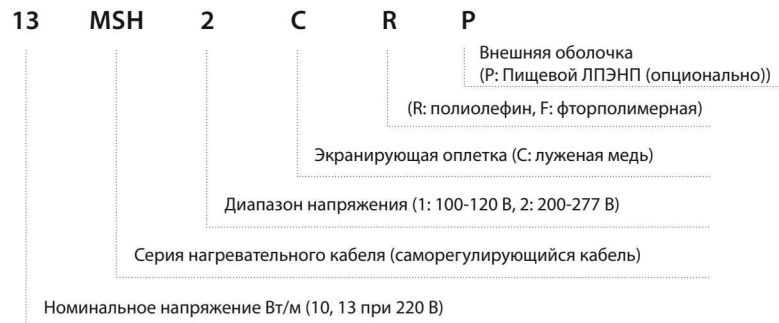 13 MSH 2 C R P
Внешняя оболочка
(P: Пищевой ЛПЭНП (опционально))
(R: полиолефин, F: фторполимерная)
Экранирующая оплетка (C: луженая медь)
Диапазон напряжения (1: 100-120 В, 2: 200-277 В)
Серия нагревательного кабеля (саморегулирующийся кабель)
Номинальное напряжение Вт/м (10, 13 при 220 В)